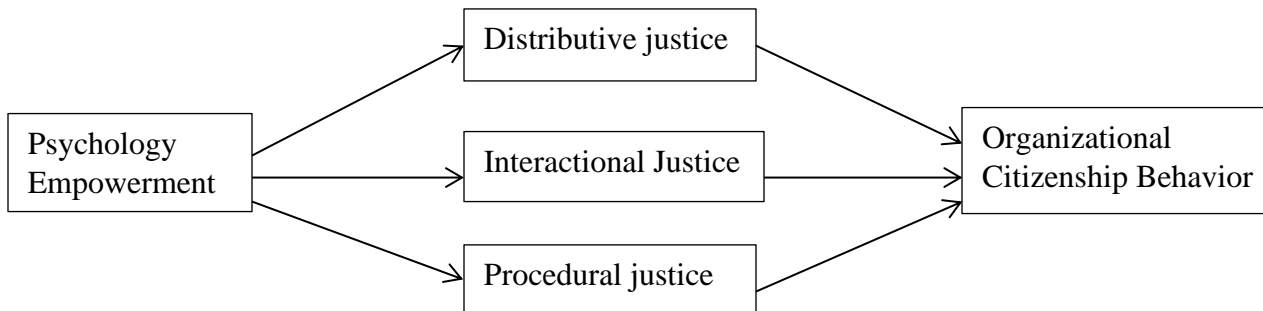 Distributive justice
Psychology
Empowerment
Interactional Justice
Organizational
Citizenship Behavior
Procedural justice